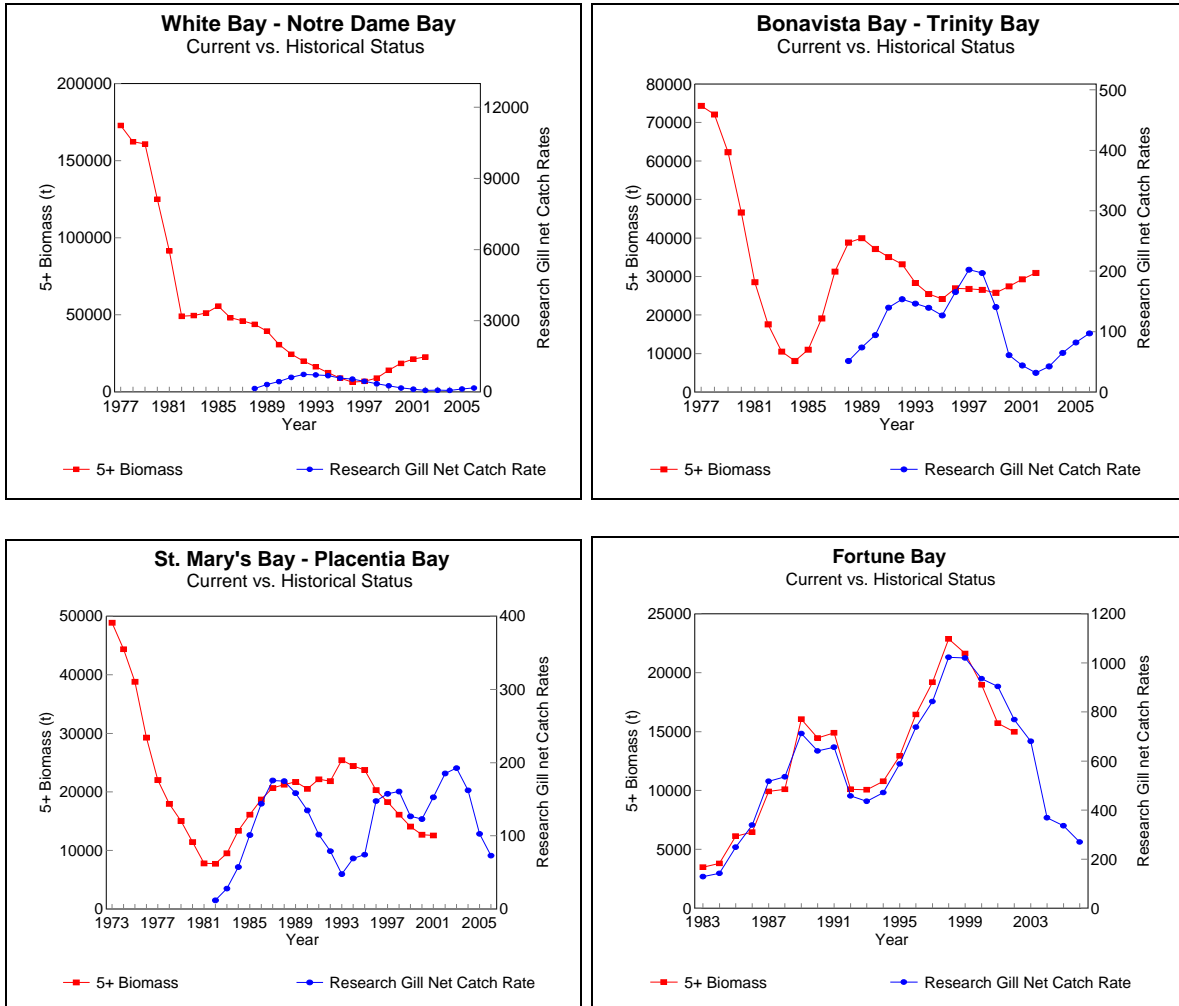 White Bay - Notre Dame Bay
Current vs. Historical Status
200000
150000
100000
50000
0
5+ Biomass (t)
12000
9000
6000
3000
0
Research Gill net Catch Rates
1977 1981 1985 1989 1993 1997 2001 2005
Year
5+ Biomass Research Gill Net Catch Rate
Bonavista Bay - Trinity Bay
Current vs. Historical Status
80000
70000
60000
50000
40000
30000
20000
10000
0
5+ Biomass (t)
500
400
300
200
100
0
Research Gill net Catch Rates
1977 1981 1985 1989 1993 1997 2001 2005
Year
5+ Biomass Research Gill Net Catch Rate
St. Mary's Bay - Placentia Bay
Current vs. Historical Status
50000
40000
30000
20000
10000
0
5+ Biomass (t)
400
300
200
100
0
Research Gill net Catch Rates
1973 1977 1981 1985 1989 1993 1997 2001 2005
Year
5+ Biomass Research Gill Net Catch Rate
Fortune Bay
Current vs. Historical Status
25000
20000
15000
10000
5000
0
5+ Biomass (t)
1200
1000
800
600
400
200
0
Research Gill net Catch Rates
1983 1987 1991 1995 1999 2003
Year
5+ Biomass Research Gill Net Catch Rate